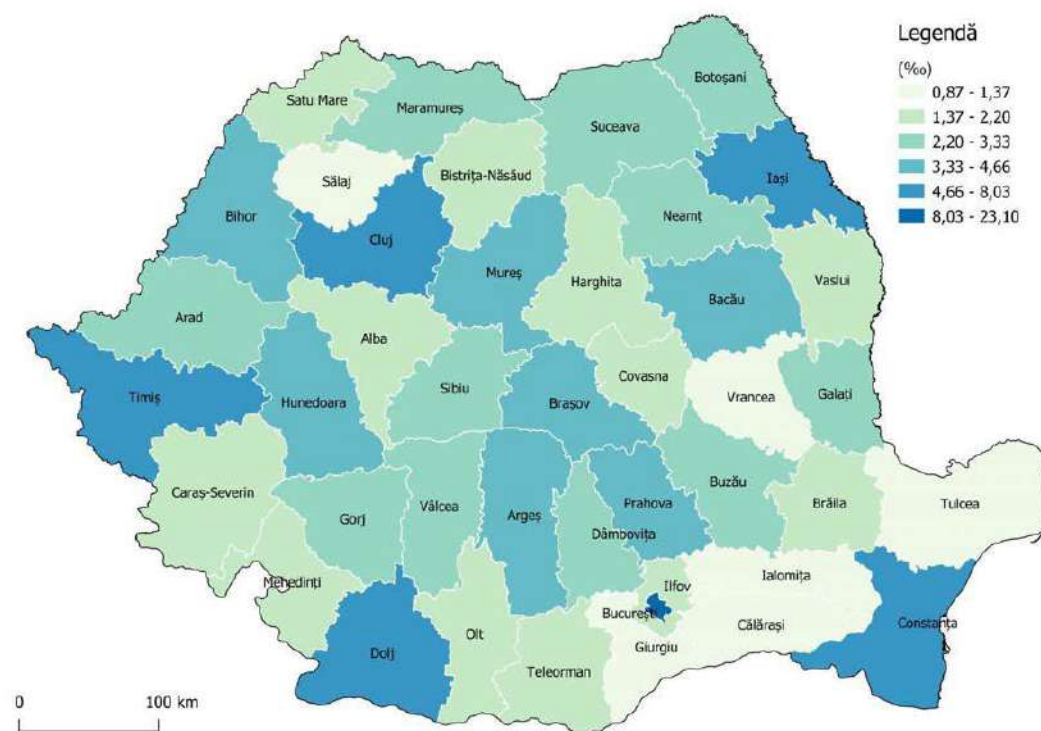 Legendă
(‰)
0,87 - 1,37
1,37 - 2,20
2,20 - 3,33
3,33 - 4,66
4,66 - 8,03
8,03 - 23,10
Botoșani
Satu Mare
Maramureș
Suceava
Iași
Sălaj
Bistrița-Năsăud
Bihor
Cluj
Neamț
Mureș
Harghita
Bacău
Vaslui
Arad
Alba
Covasna
Timiș
Hunedoara
Sibiu
Brașov
Vrancea
Galați
Caraș-Severin
Gorj
Vâlcea
Argeș
Prahova
Buzău
Brăila
Tulcea
Dâmbovița
Mehedinți
Ilfov
Ialomița
București
Călărași
Constanța
Olt
Giurgiu
Dolj
Teleorman
0 100 km